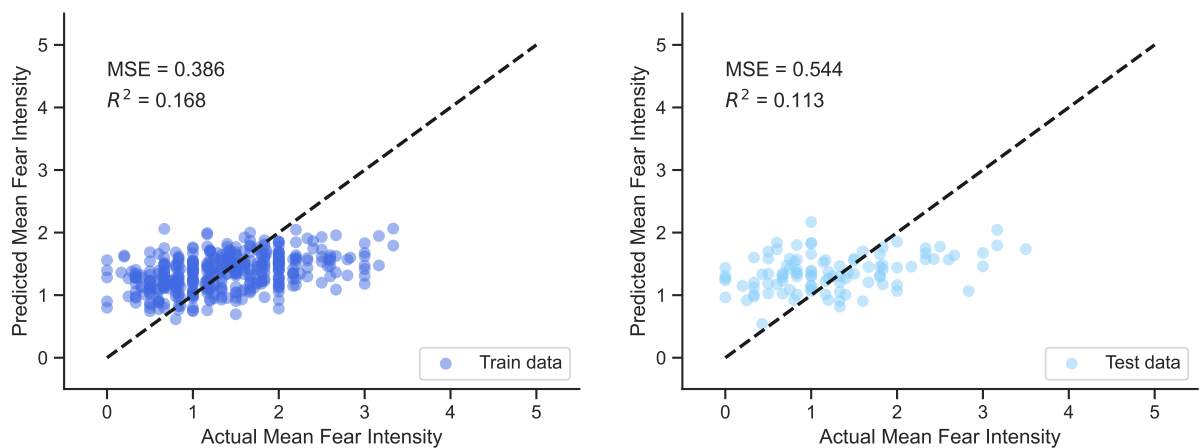 MSE = 0.386
R² = 0.168
Predicted Mean Fear Intensity
5
4
3
2
1
0
Train data
0 1 2 3 4 5
Actual Mean Fear Intensity
MSE = 0.544
R² = 0.113
Predicted Mean Fear Intensity
5
4
3
2
1
0
Test data
0 1 2 3 4 5
Actual Mean Fear Intensity